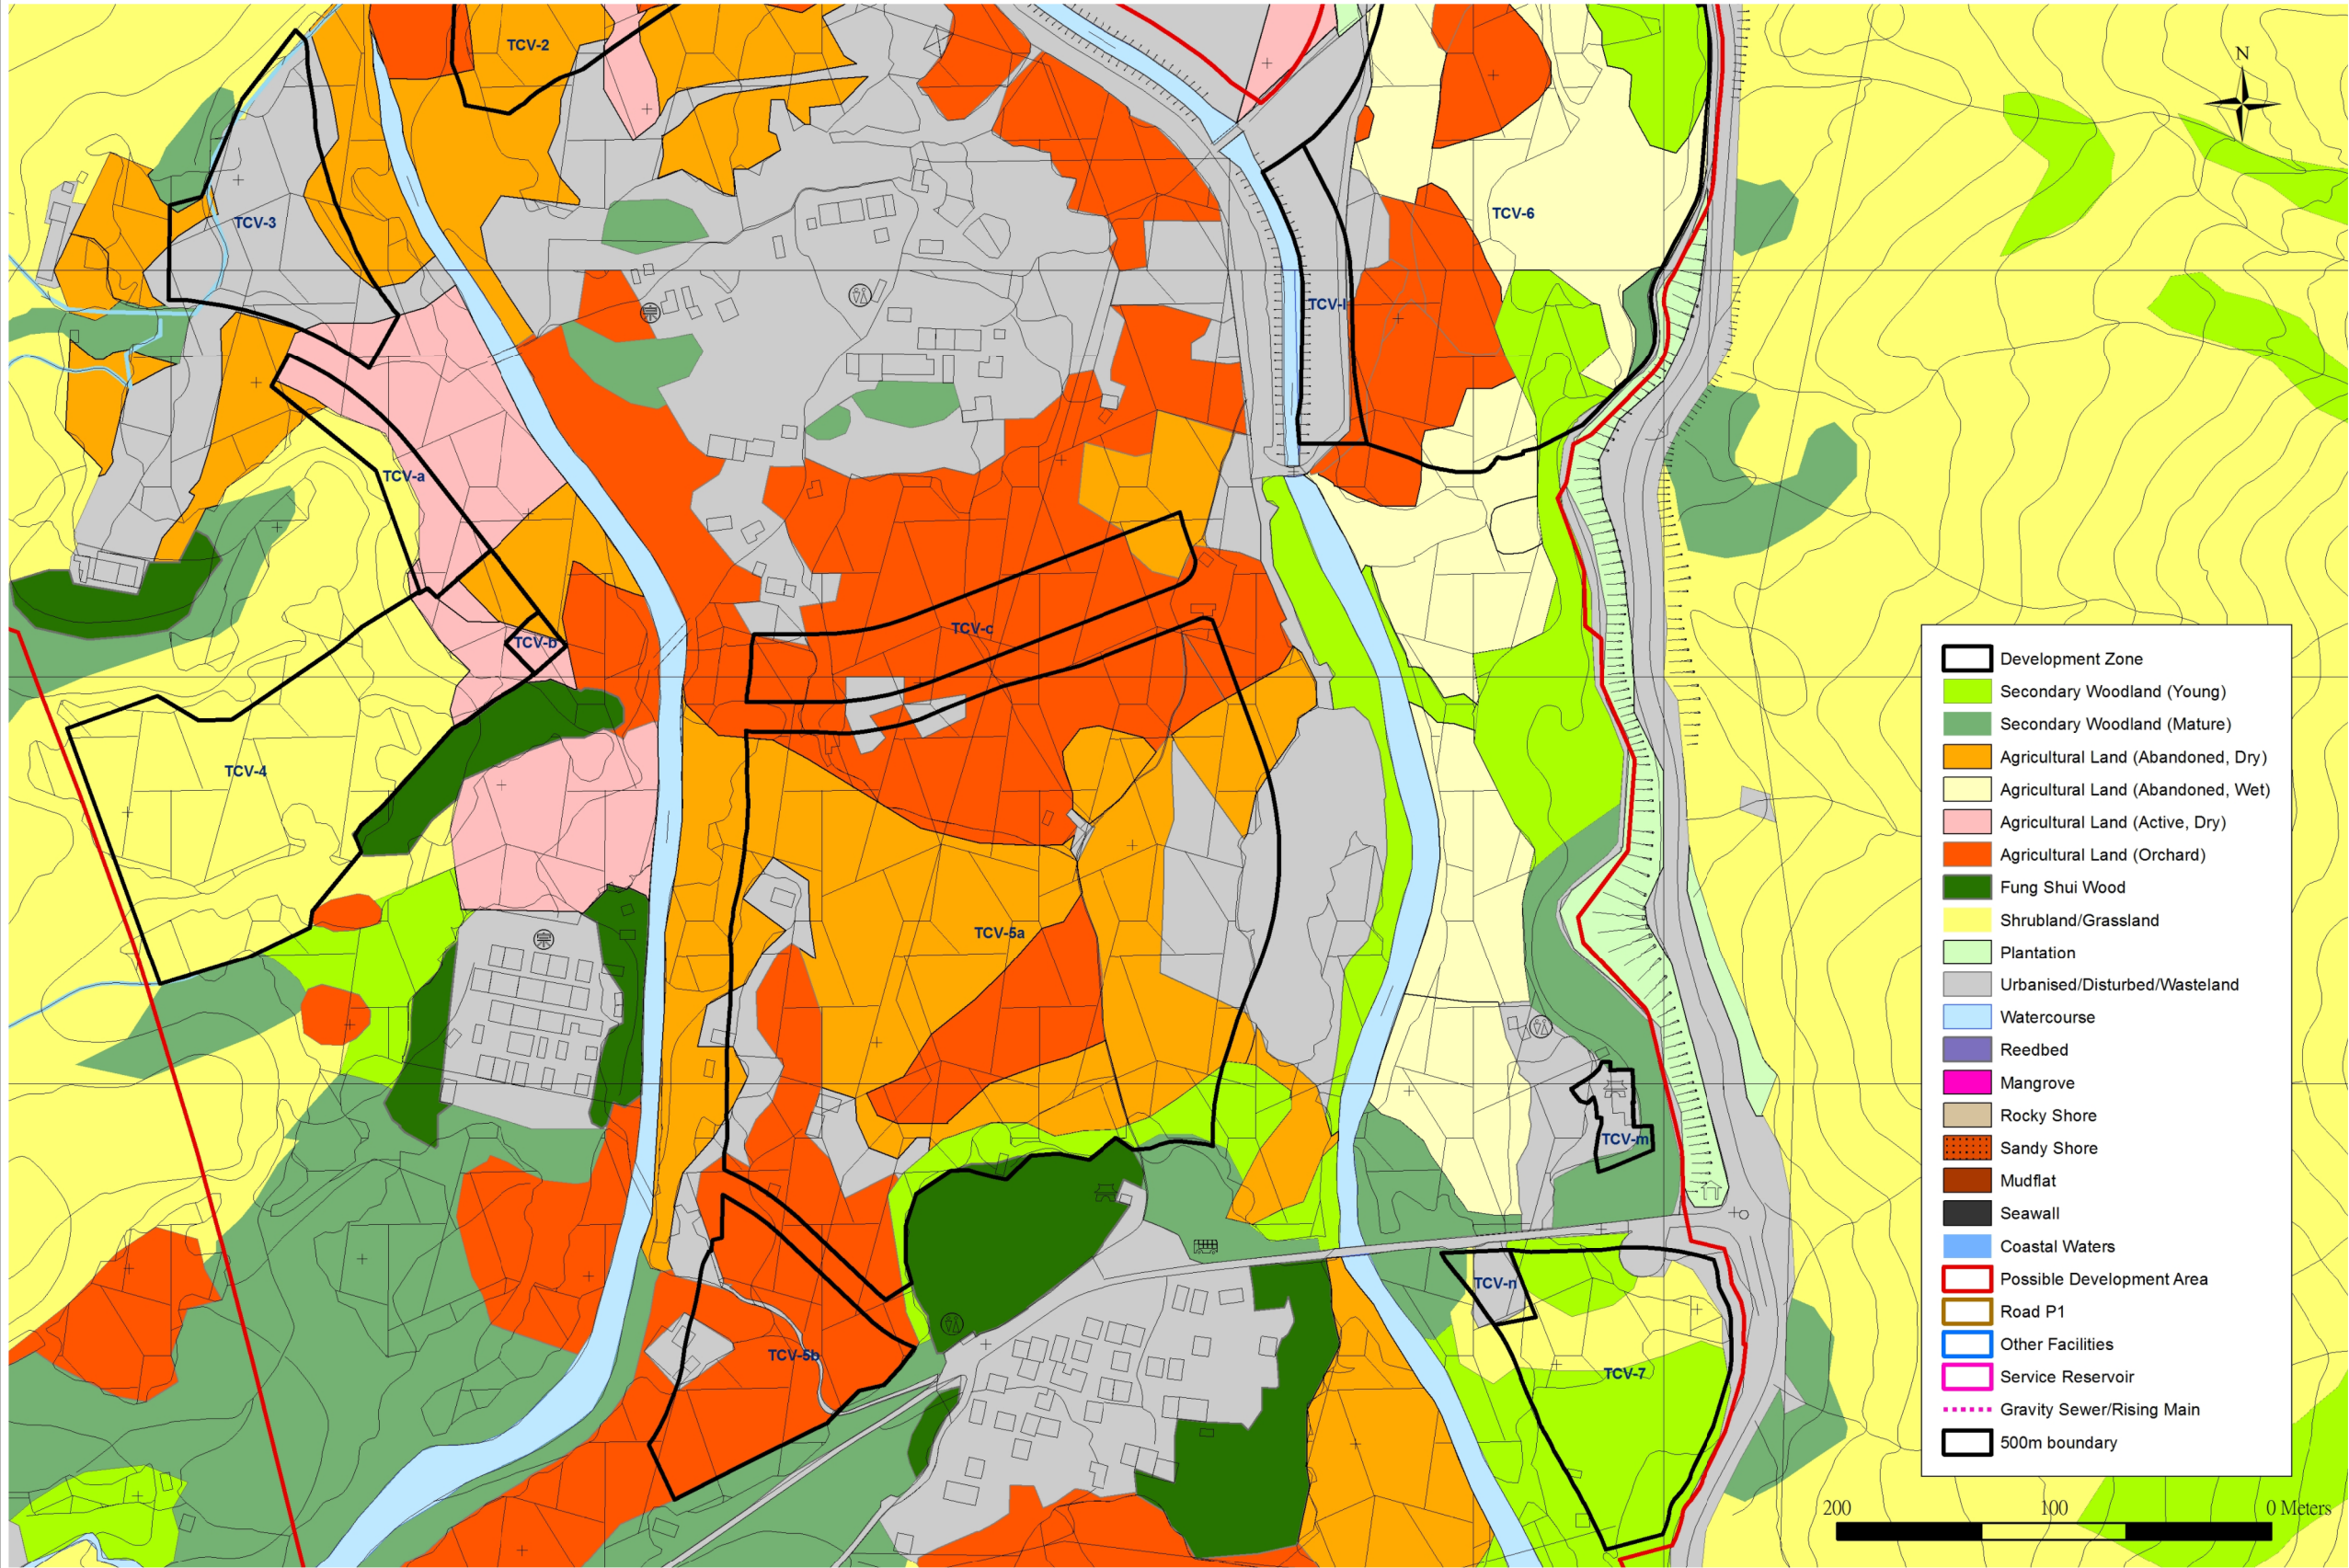 TCV-2
N
TCV-3
TCV-6
TCV-l
TCV-a
TCV-c
TCV-b
TCV-4
TCV-5a
TCV-m
TCV-n
TCV-5b
TCV-7
崇
崇
Development Zone
Secondary Woodland (Young)
Secondary Woodland (Mature)
Agricultural Land (Abandoned, Dry)
Agricultural Land (Abandoned, Wet)
Agricultural Land (Active, Dry)
Agricultural Land (Orchard)
Fung Shui Wood
Shrubland/Grassland
Plantation
Urbanised/Disturbed/Wasteland
Watercourse
Reedbed
Mangrove
Rocky Shore
Sandy Shore
Mudflat
Seawall
Coastal Waters
Possible Development Area
Road P1
Other Facilities
Service Reservoir
Gravity Sewer/Rising Main
500m boundary
200 100 0 Meters